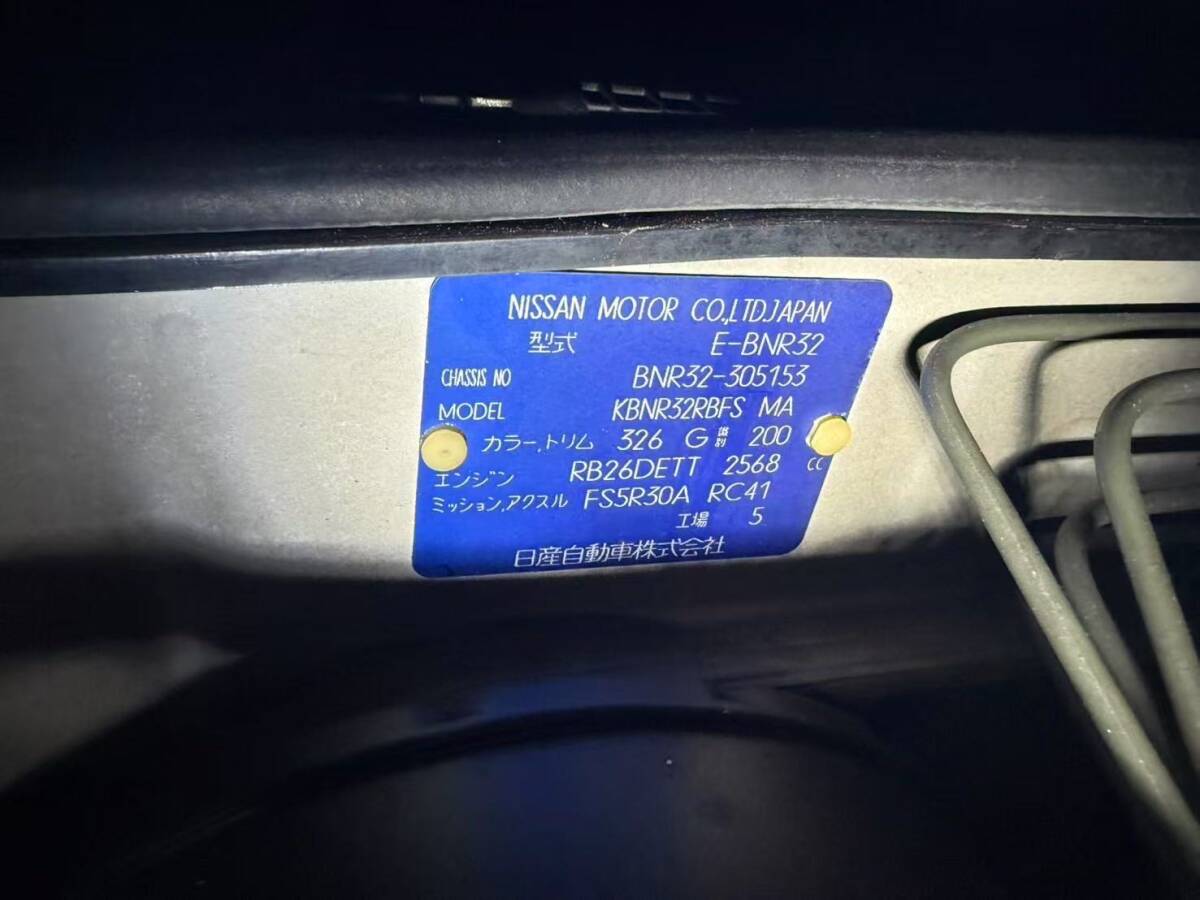 NISSAN MOTOR CO.,LTD.JAPAN
型式 E-BNR32
CHASSIS NO BNR32-305153
MODEL KBNR32RBFS MA
カラー,トリム 326 G 識別 200
エンジン RB26DETT 2568 CC
ミッション,アクスル FS5R30A RC41
工場 5
日産自動車株式会社